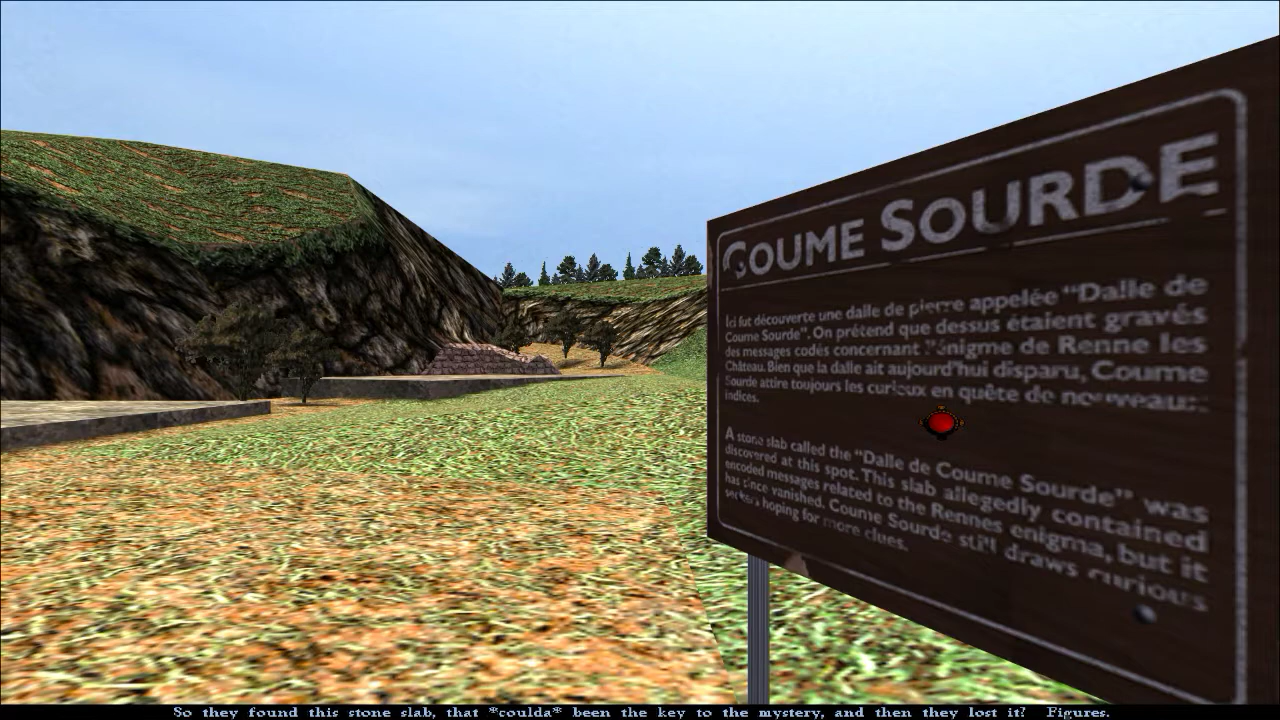 COUME SOURDE
Ici fut découverte une dalle de pierre appelée "Dalle de
Coume Sourde". On prétend que dessus étaient gravés
des messages codés concernant l'énigme de Renne les
Château. Bien que la dalle ait aujourd'hui disparu, Coume
Sourde attire toujours les curieux en quête de nouveaux
indices.
A stone slab called the "Dalle de Coume Sourde" was
discovered at this spot. This slab allegedly contained
encoded messages related to the Rennes enigma, but it
has since vanished. Coume Sourde still draws curious
seekers hoping for more clues.
So they found this stone slab, that *coulda* been the key to the mystery, and then they lost it? Figures.